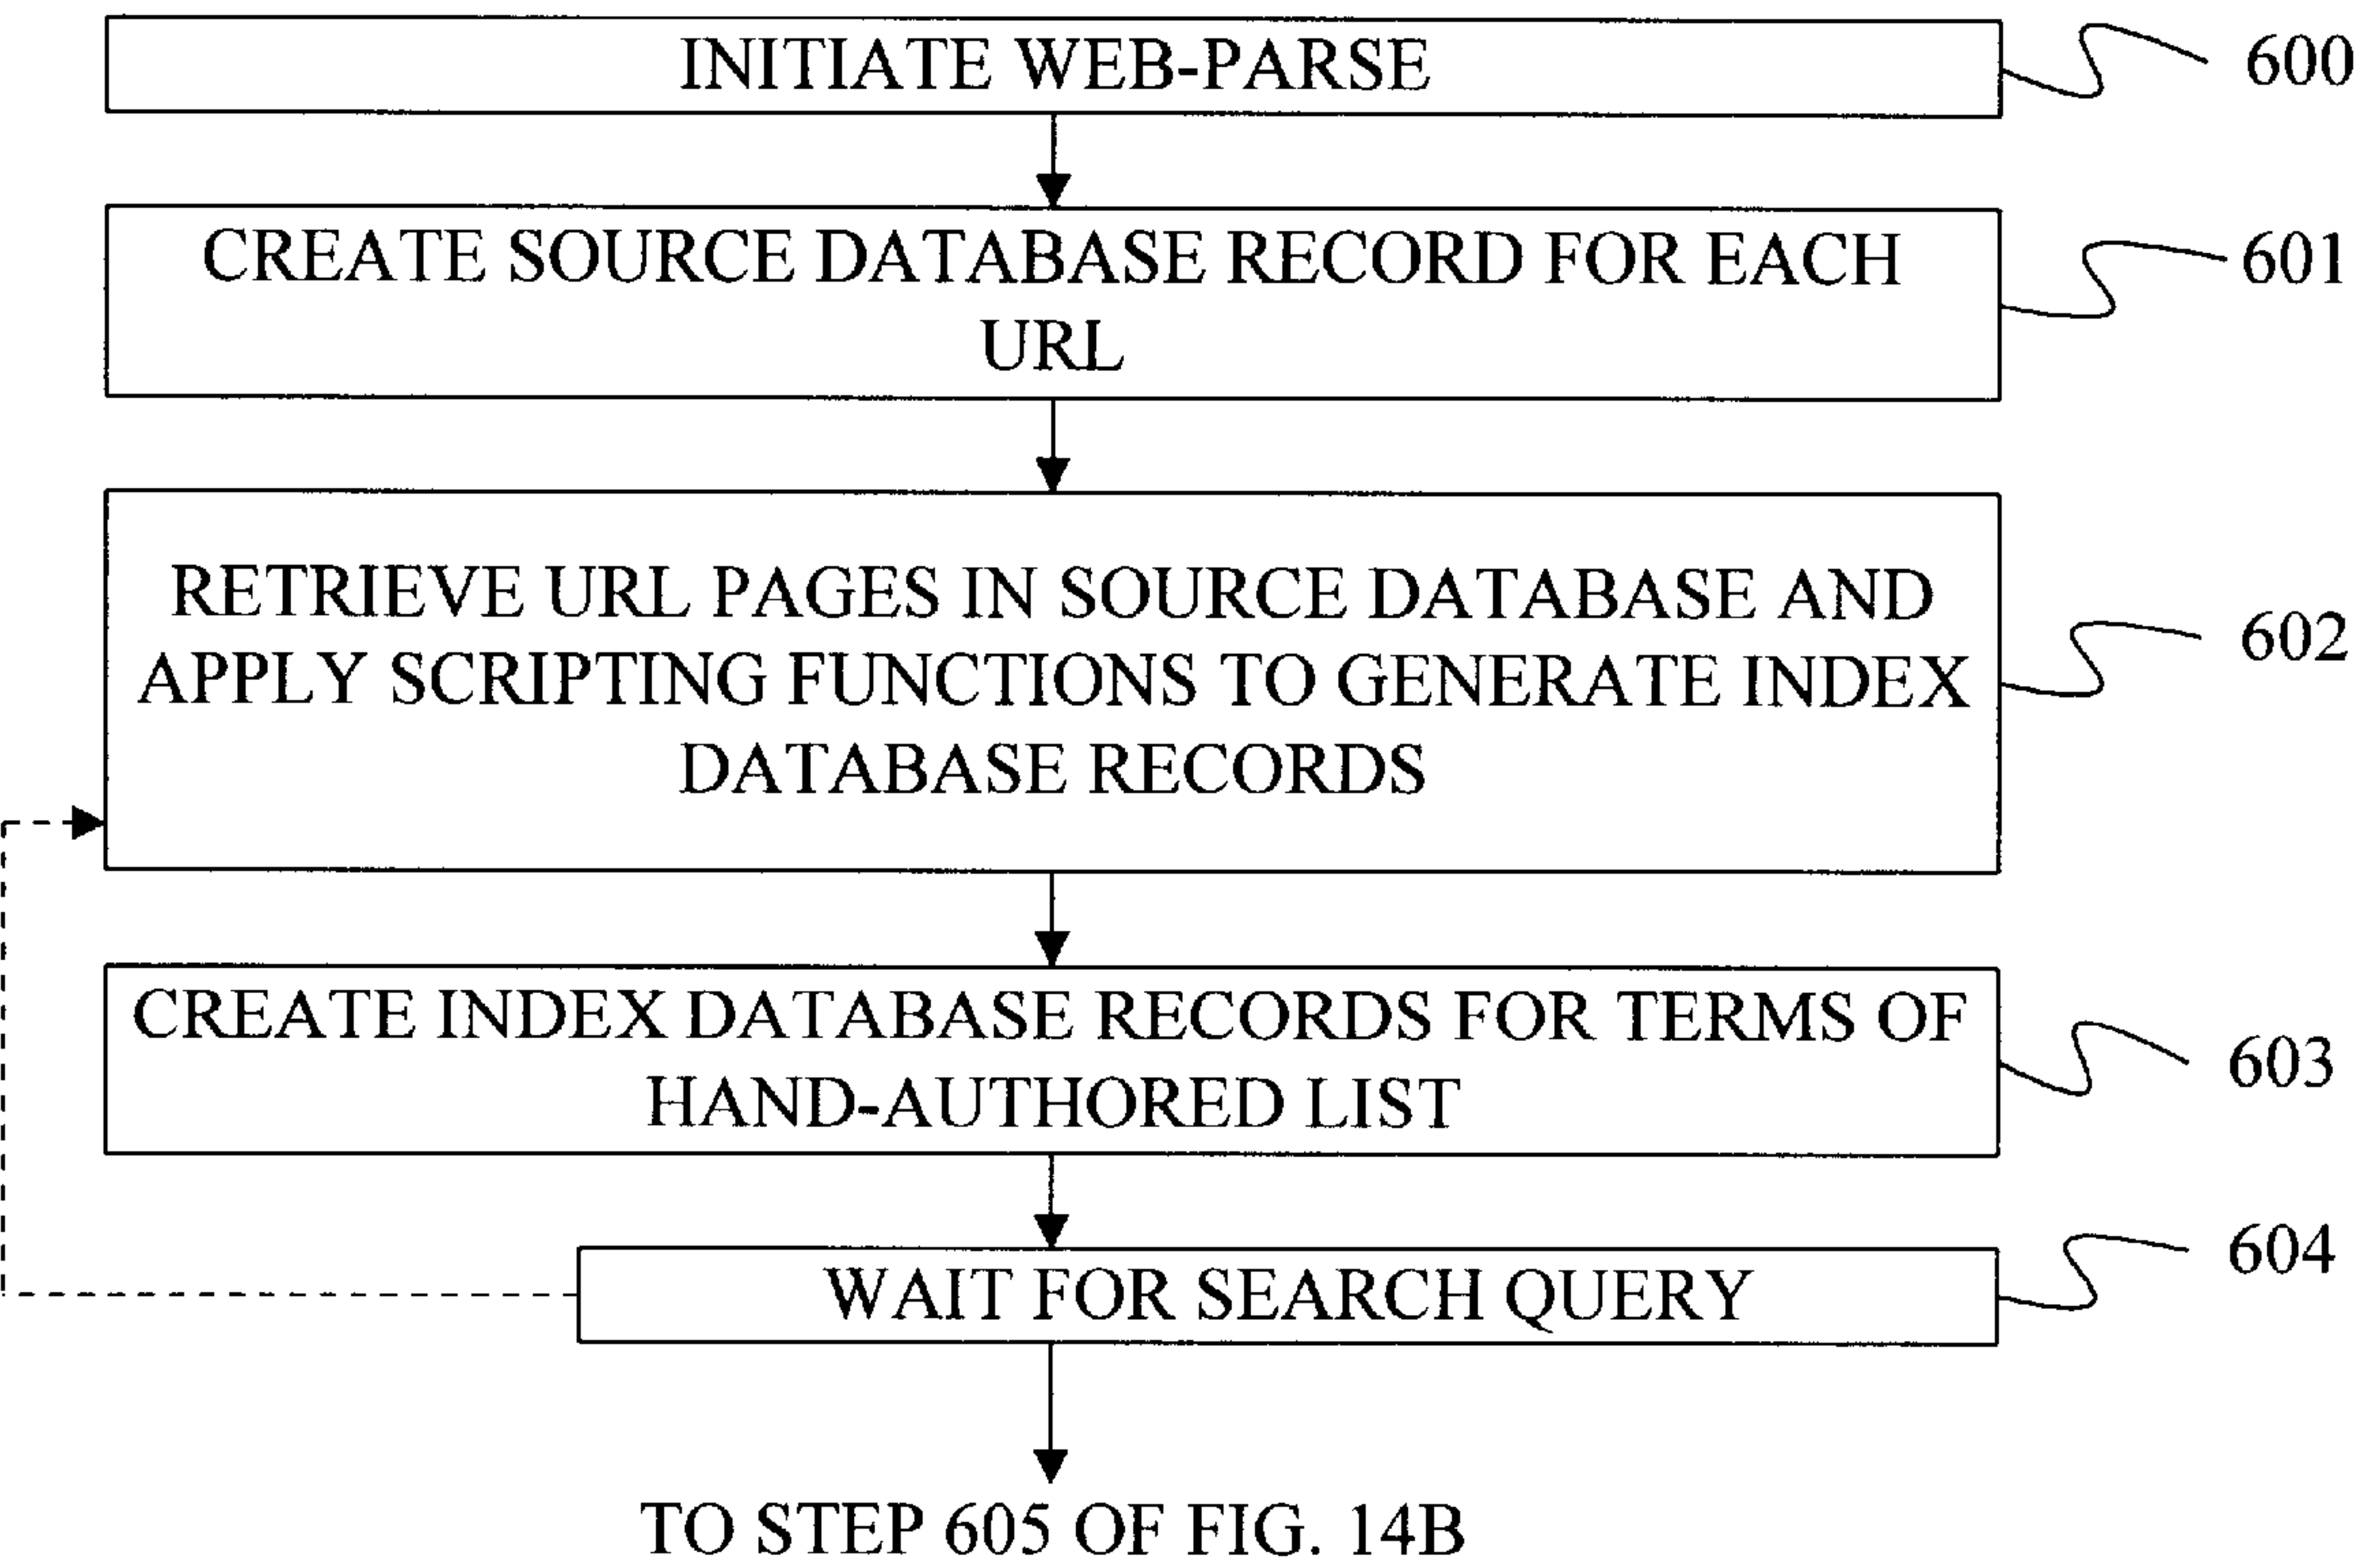 INITIATE WEB-PARSE
600
CREATE SOURCE DATABASE RECORD FOR EACH
URL
601
RETRIEVE URL PAGES IN SOURCE DATABASE AND
APPLY SCRIPTING FUNCTIONS TO GENERATE INDEX
DATABASE RECORDS
602
CREATE INDEX DATABASE RECORDS FOR TERMS OF
HAND-AUTHORED LIST
603
WAIT FOR SEARCH QUERY
604
TO STEP 605 OF FIG. 14B